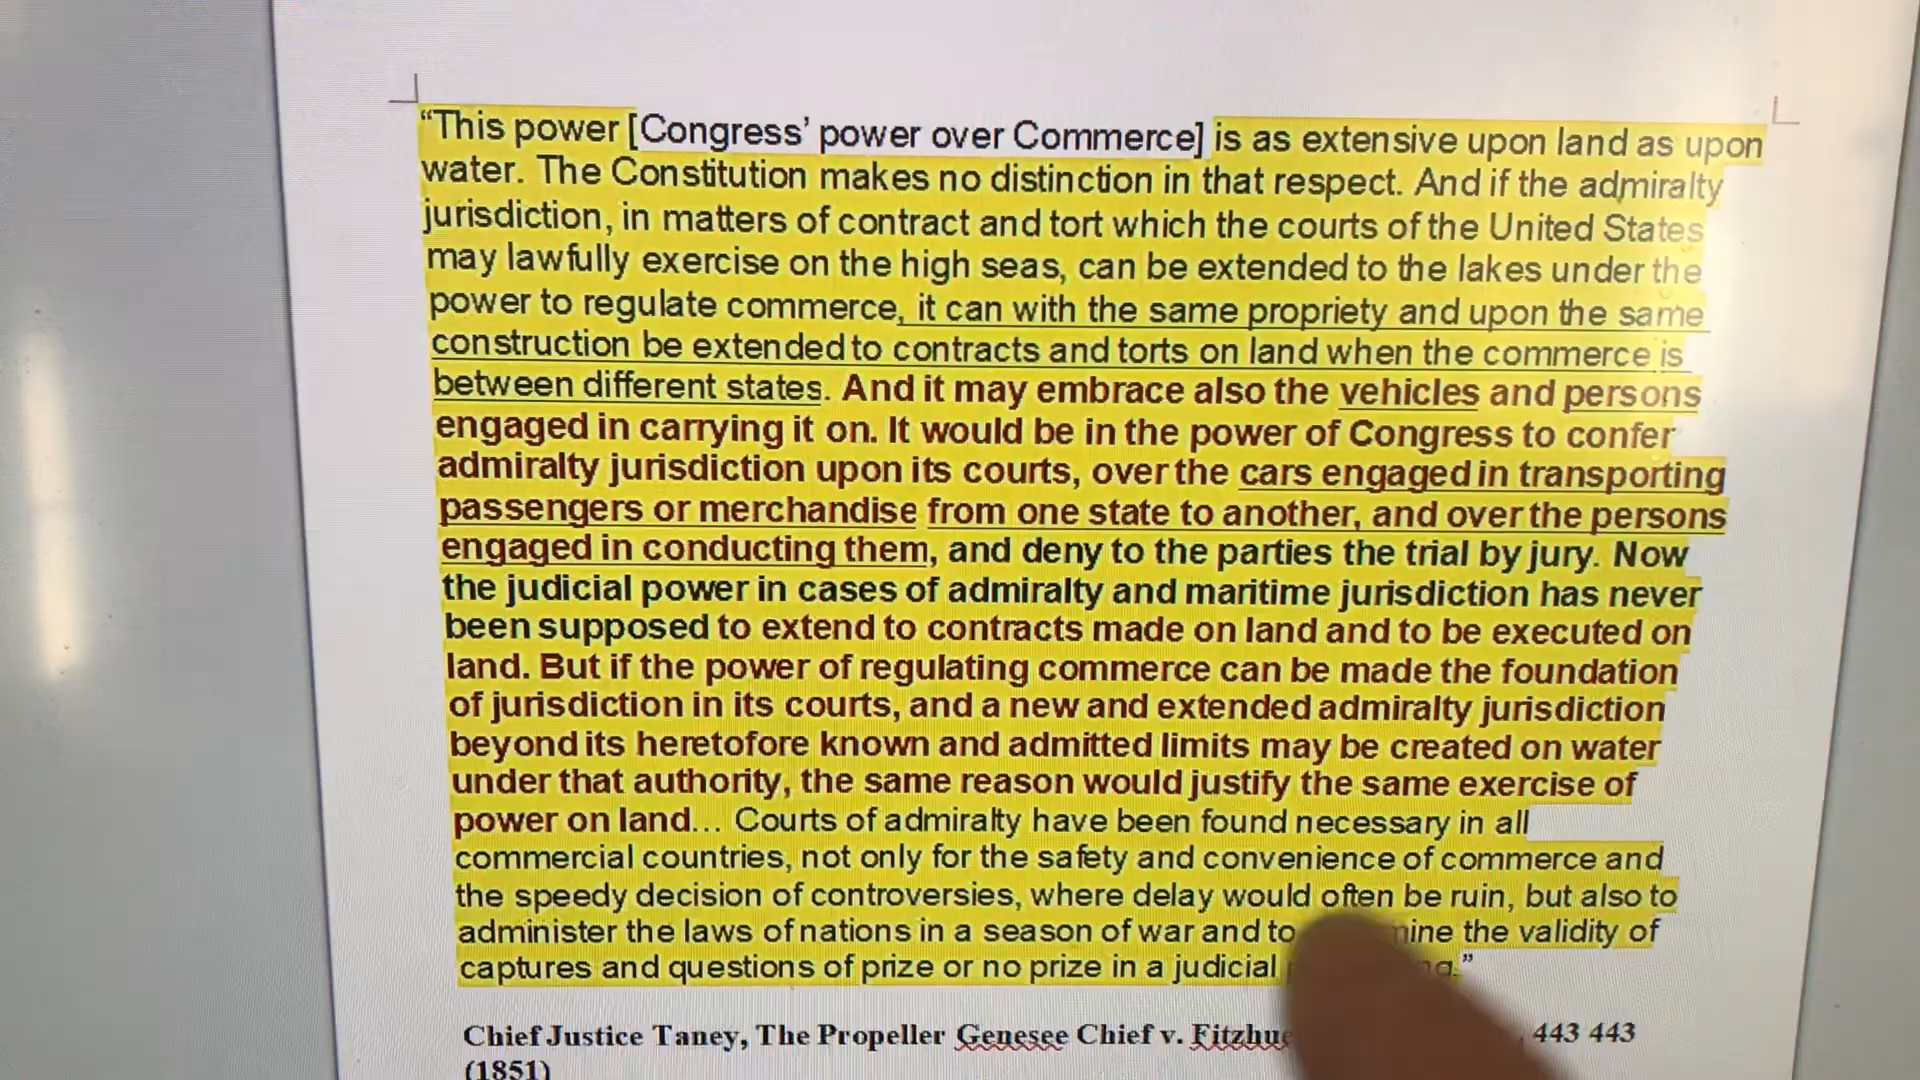 “This power [Congress’ power over Commerce] is as extensive upon land as upon
water. The Constitution makes no distinction in that respect. And if the admiralty
jurisdiction, in matters of contract and tort which the courts of the United States
may lawfully exercise on the high seas, can be extended to the lakes under the
power to regulate commerce, it can with the same propriety and upon the same
construction be extended to contracts and torts on land when the commerce is
between different states. And it may embrace also the vehicles and persons
engaged in carrying it on. It would be in the power of Congress to confer
admiralty jurisdiction upon its courts, over the cars engaged in transporting
passengers or merchandise from one state to another, and over the persons
engaged in conducting them, and deny to the parties the trial by jury. Now
the judicial power in cases of admiralty and maritime jurisdiction has never
been supposed to extend to contracts made on land and to be executed on
land. But if the power of regulating commerce can be made the foundation
of jurisdiction in its courts, and a new and extended admiralty jurisdiction
beyond its heretofore known and admitted limits may be created on water
under that authority, the same reason would justify the same exercise of
power on land... Courts of admiralty have been found necessary in all
commercial countries, not only for the safety and convenience of commerce and
the speedy decision of controversies, where delay would often be ruin, but also to
administer the laws of nations in a season of war and to the validity of
captures and questions of prize or no prize in a judicial
Chief Justice Taney, The Propeller Genesee Chief v. 443 443
(1851)